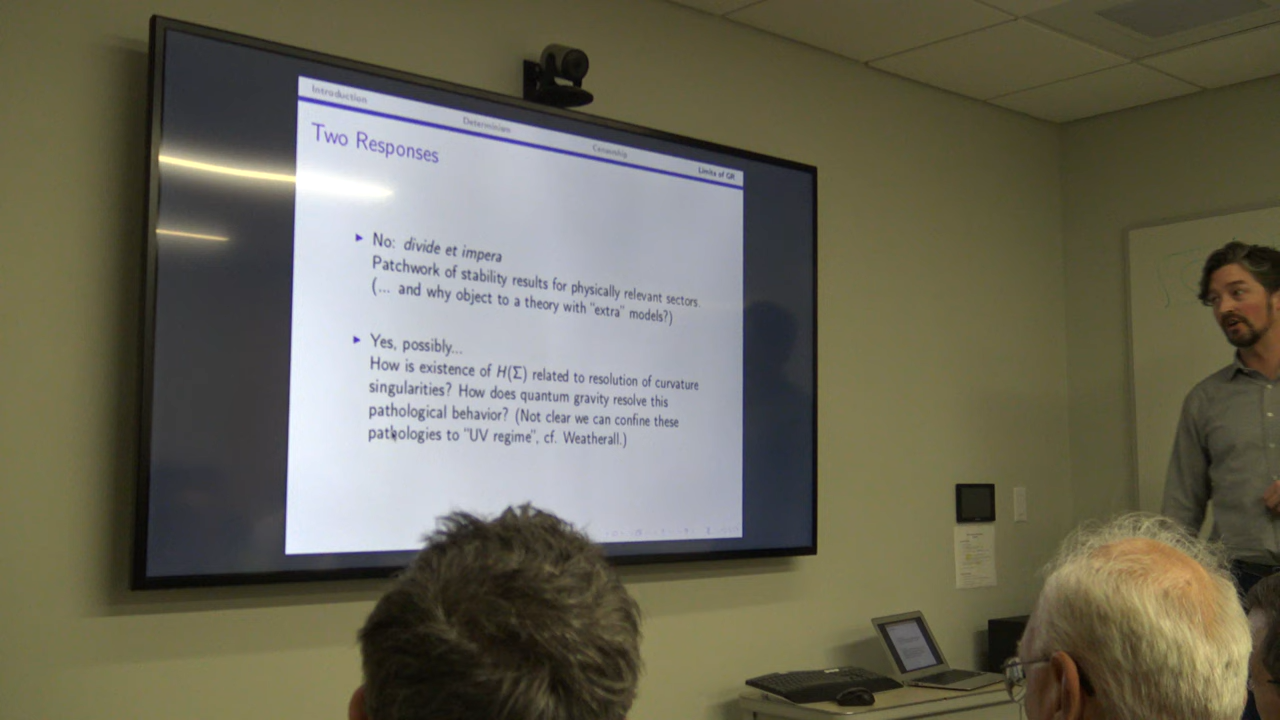 Introduction
Determinism
Censorship
Limits of GR
Two Responses
► No: divide et impera
Patchwork of stability results for physically relevant sectors.
(... and why object to a theory with "extra" models?)
► Yes, possibly...
How is existence of H(Σ) related to resolution of curvature
singularities? How does quantum gravity resolve this
pathological behavior? (Not clear we can confine these
pathologies to "UV regime", cf. Weatherall.)